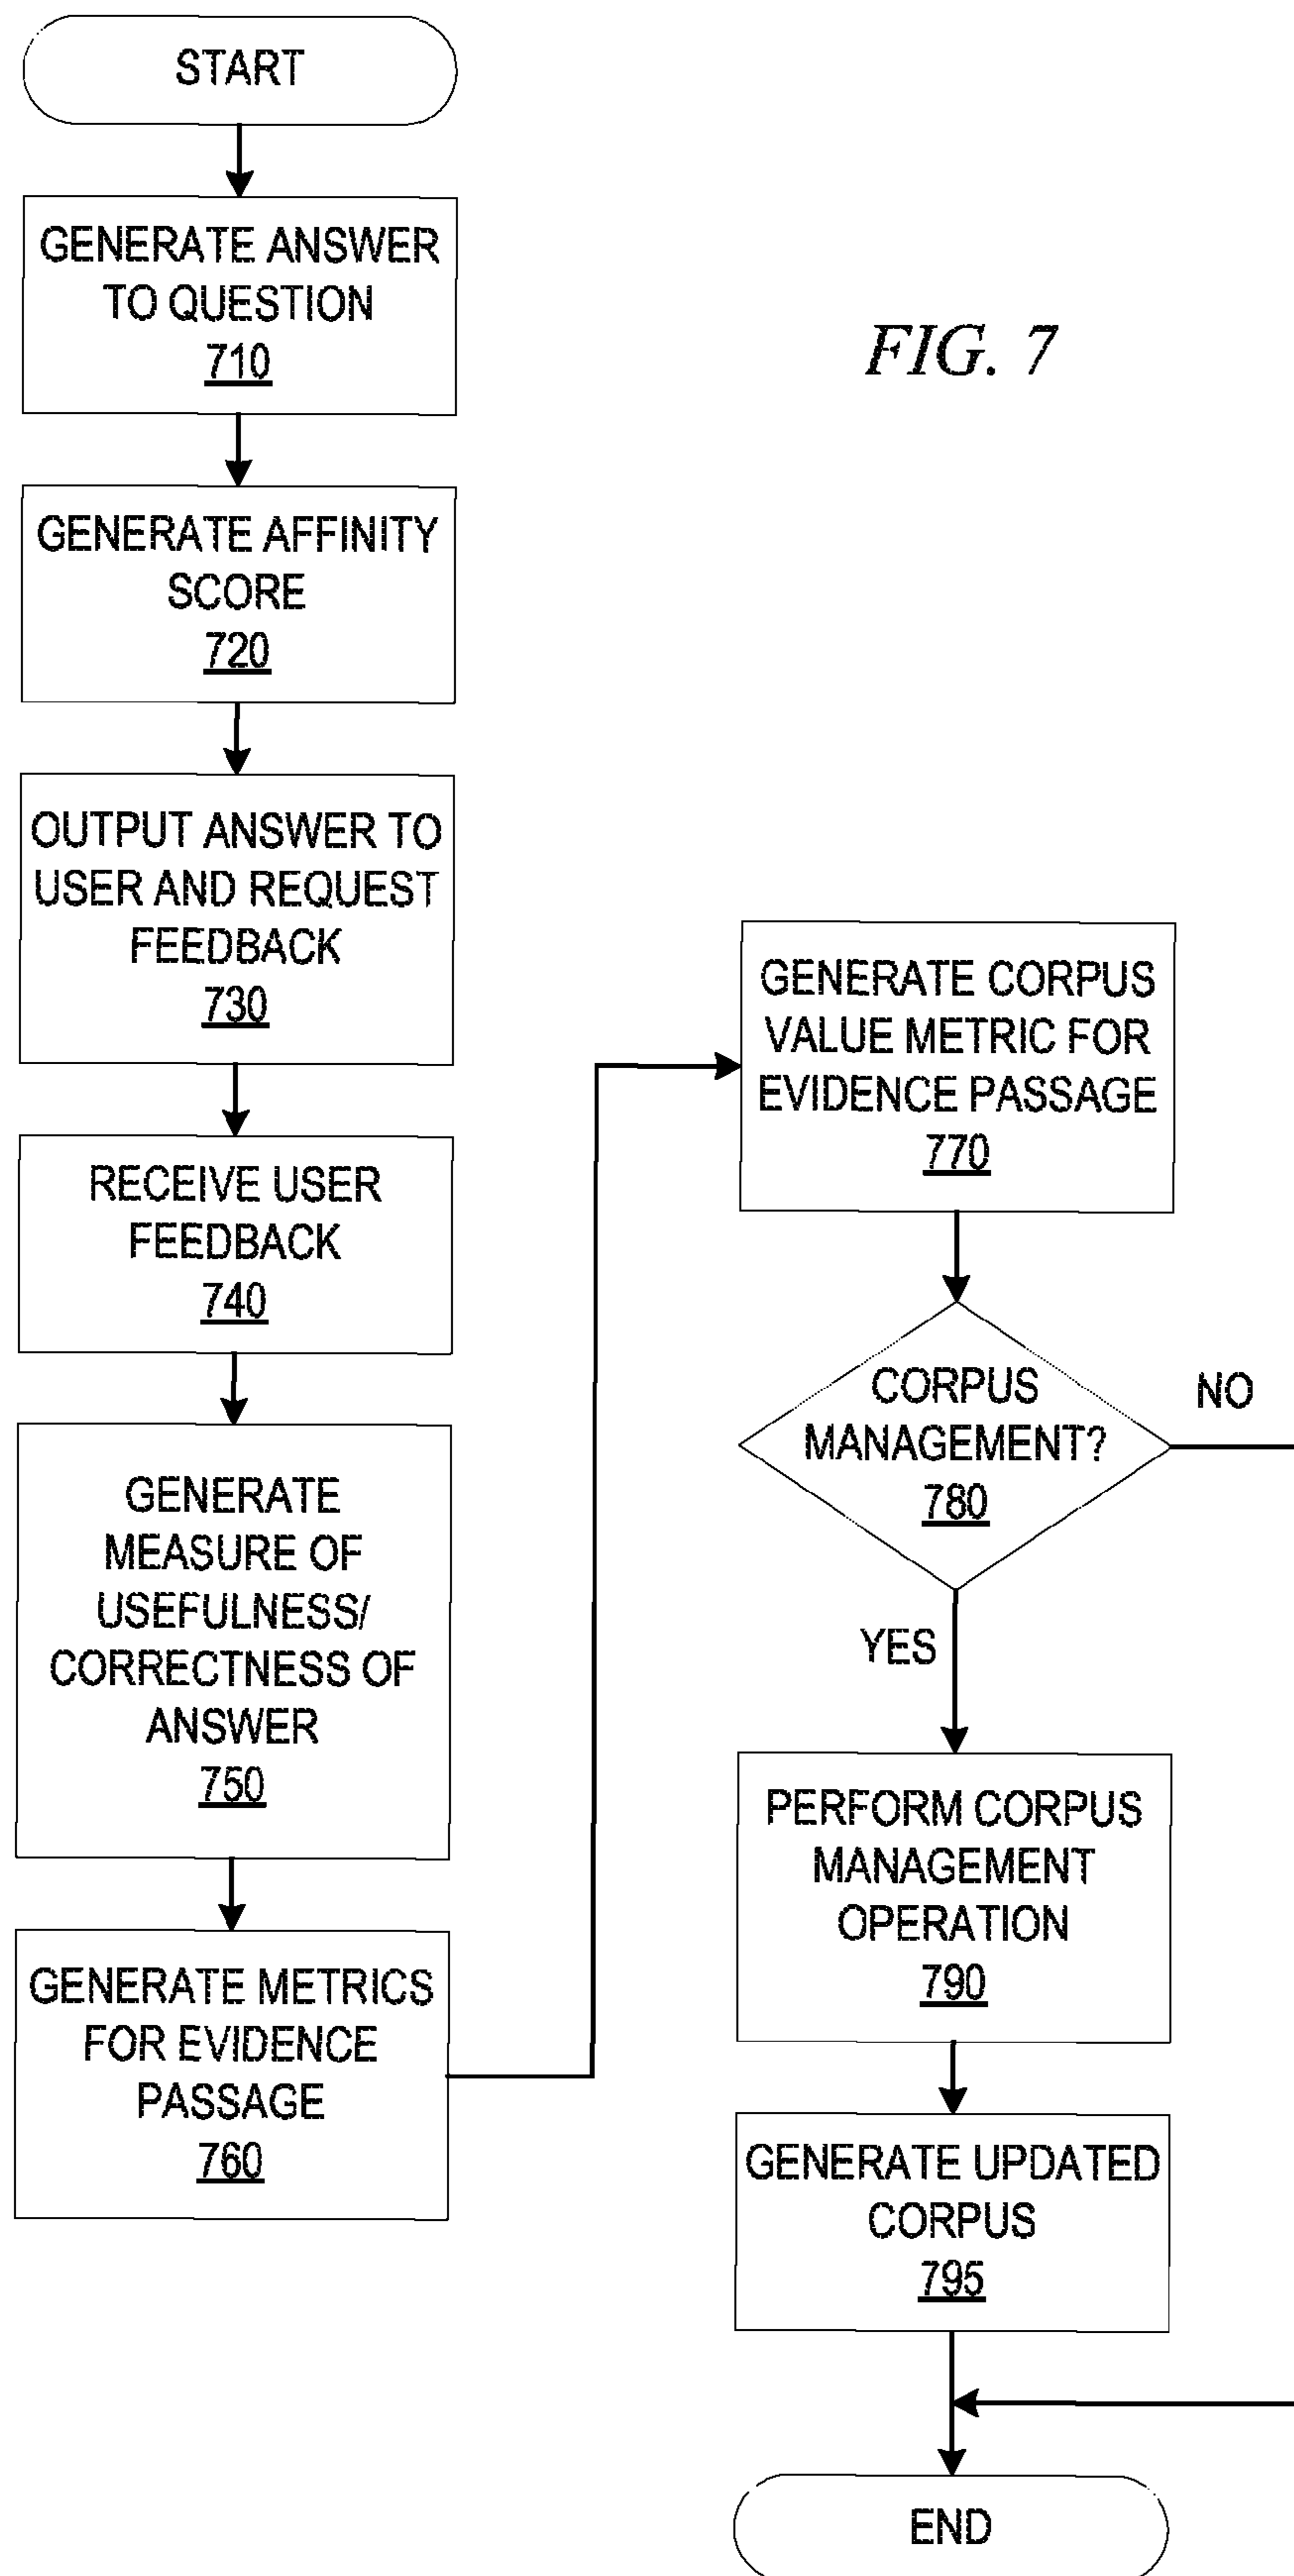 START
GENERATE ANSWER
TO QUESTION
710
GENERATE AFFINITY
SCORE
720
OUTPUT ANSWER TO
USER AND REQUEST
FEEDBACK
730
RECEIVE USER
FEEDBACK
740
GENERATE
MEASURE OF
USEFULNESS/
CORRECTNESS OF
ANSWER
750
GENERATE METRICS
FOR EVIDENCE
PASSAGE
760
FIG. 7
GENERATE CORPUS
VALUE METRIC FOR
EVIDENCE PASSAGE
770
CORPUS
MANAGEMENT?
780
NO
YES
PERFORM CORPUS
MANAGEMENT
OPERATION
790
GENERATE UPDATED
CORPUS
795
END